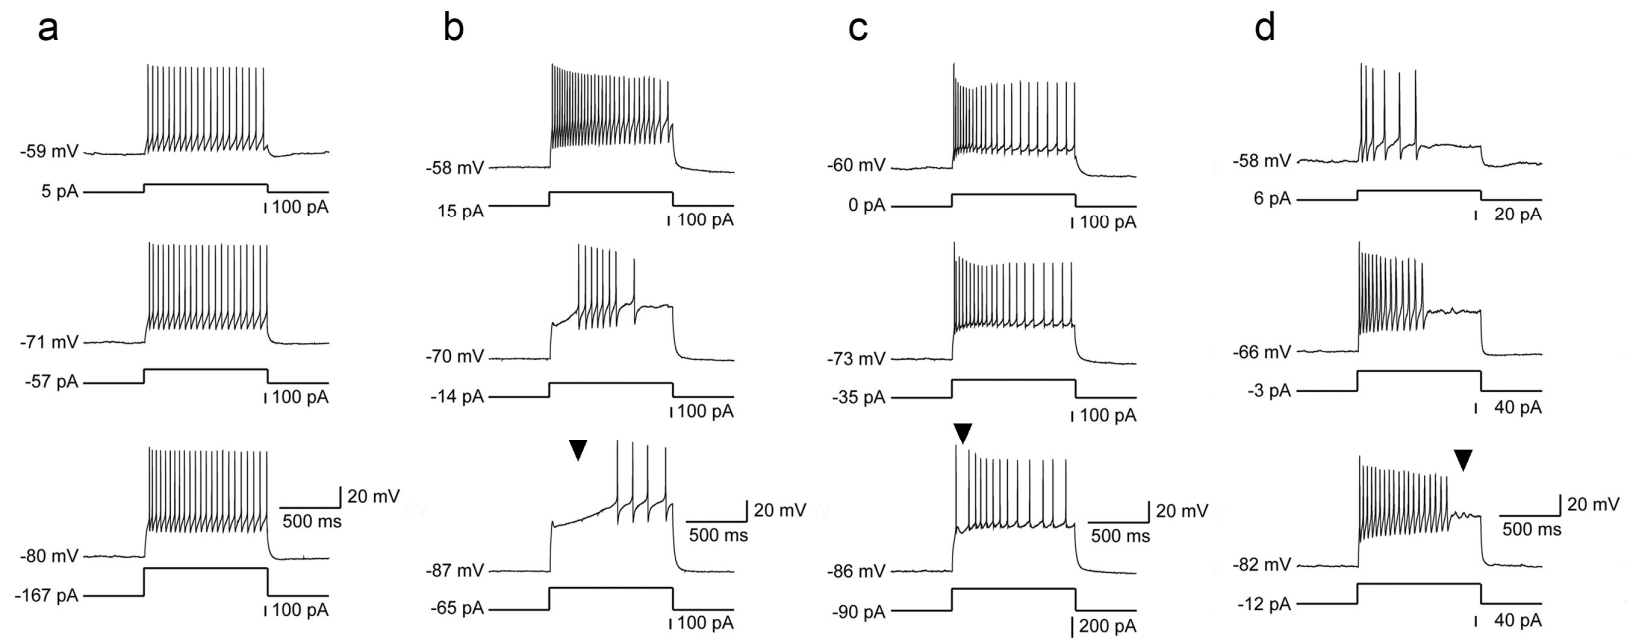 a b c d
-59 mV
5 pA
100 pA
-71 mV
-57 pA
100 pA
-80 mV
20 mV
500 ms
-167 pA
100 pA
-58 mV
15 pA
100 pA
-70 mV
-14 pA
100 pA
-87 mV
20 mV
500 ms
-65 pA
100 pA
-60 mV
0 pA
100 pA
-73 mV
-35 pA
100 pA
-86 mV
20 mV
500 ms
-90 pA
200 pA
-58 mV
6 pA
20 pA
-66 mV
-3 pA
40 pA
-82 mV
20 mV
500 ms
-12 pA
40 pA